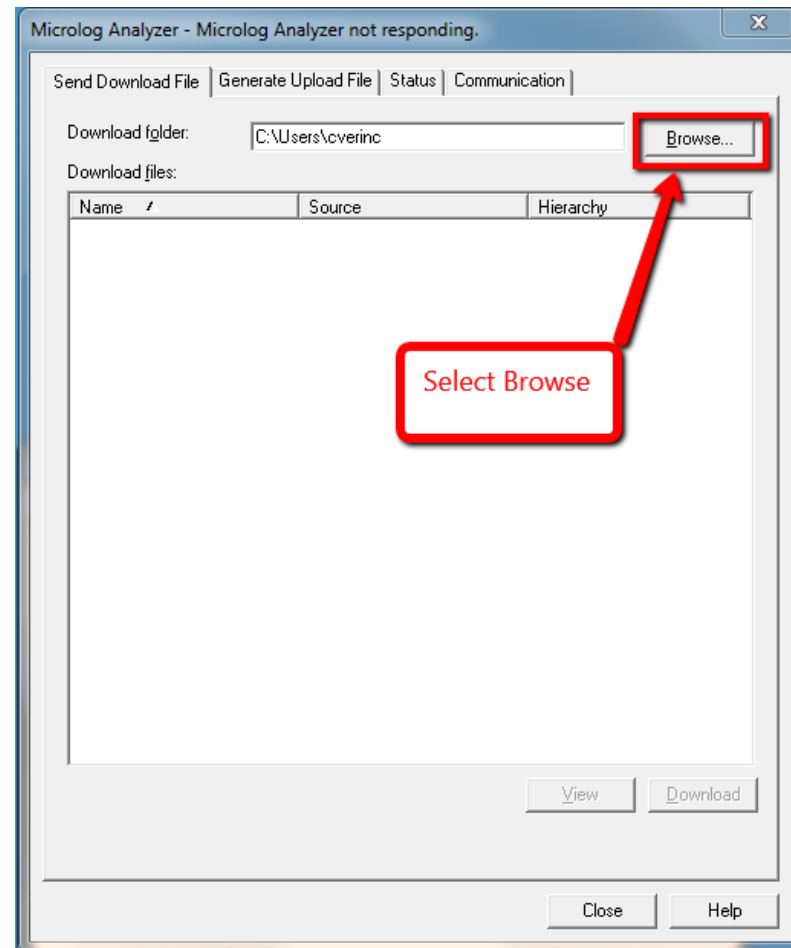 Microlog Analyzer - Microlog Analyzer not responding.
Send Download File Generate Upload File Status Communication
Download folder: C:\Users\cverinc Browse...
Download files:
Name Source Hierarchy
Select Browse
View Download
Close Help